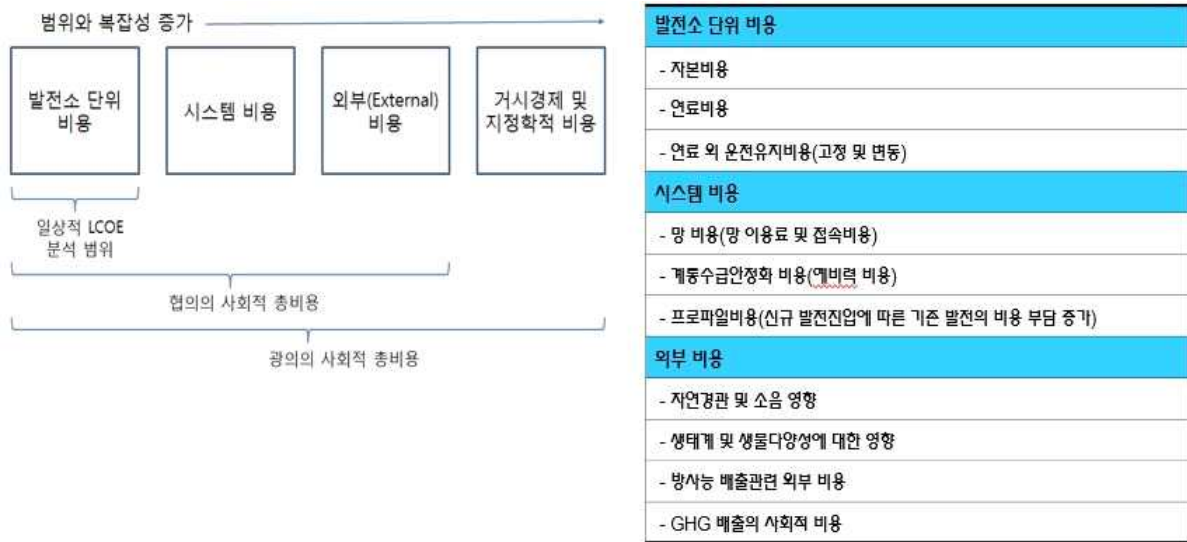 범위와 복잡성 증가
발전소 단위
비용
시스템 비용
외부(External)
비용
거시경제 및
지정학적 비용
일상적 LCOE
분석 범위
협의의 사회적 총비용
광의의 사회적 총비용
발전소 단위 비용
- 자본비용
- 연료비용
- 연료 외 운전유지비용(고정 및 변동)
시스템 비용
- 망 비용(망 이용료 및 접속비용)
- 계통수급안정화 비용(예비력 비용)
- 프로파일비용(신규 발전진입에 따른 기존 발전의 비용 부담 증가)
외부 비용
- 자연경관 및 소음 영향
- 생태계 및 생물다양성에 대한 영향
- 방사능 배출관련 외부 비용
- GHG 배출의 사회적 비용